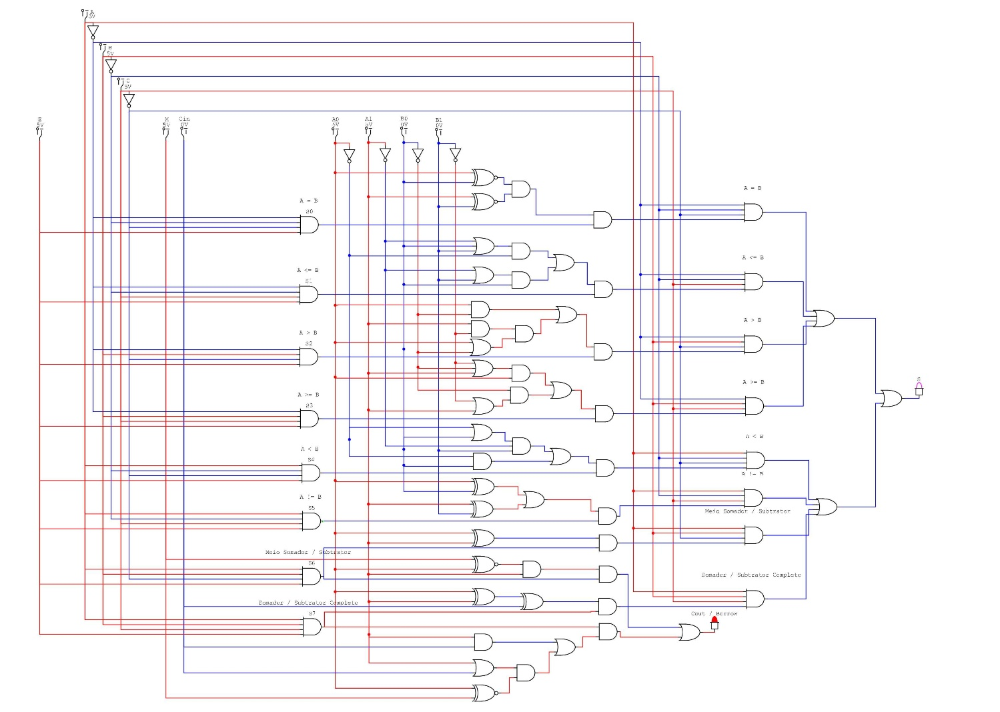 A
5V
B
5V
C
5V
E
5V
M
5V
Cin
0V
A0
5V
A1
5V
B0
0V
B1
0V
A = B
A = B
S0
A <= B
A <= B
S1
A > B
A > B
S2
A >= B
A >= B
S3
S
A < B
A < B
S4
A != B
A != B
S5
Meio Somador / Subtrator
Meio Somador / Subtrator
S6
Somador / Subtrator Completo
Somador / Subtrator Completo
S7
Cout / Borrow